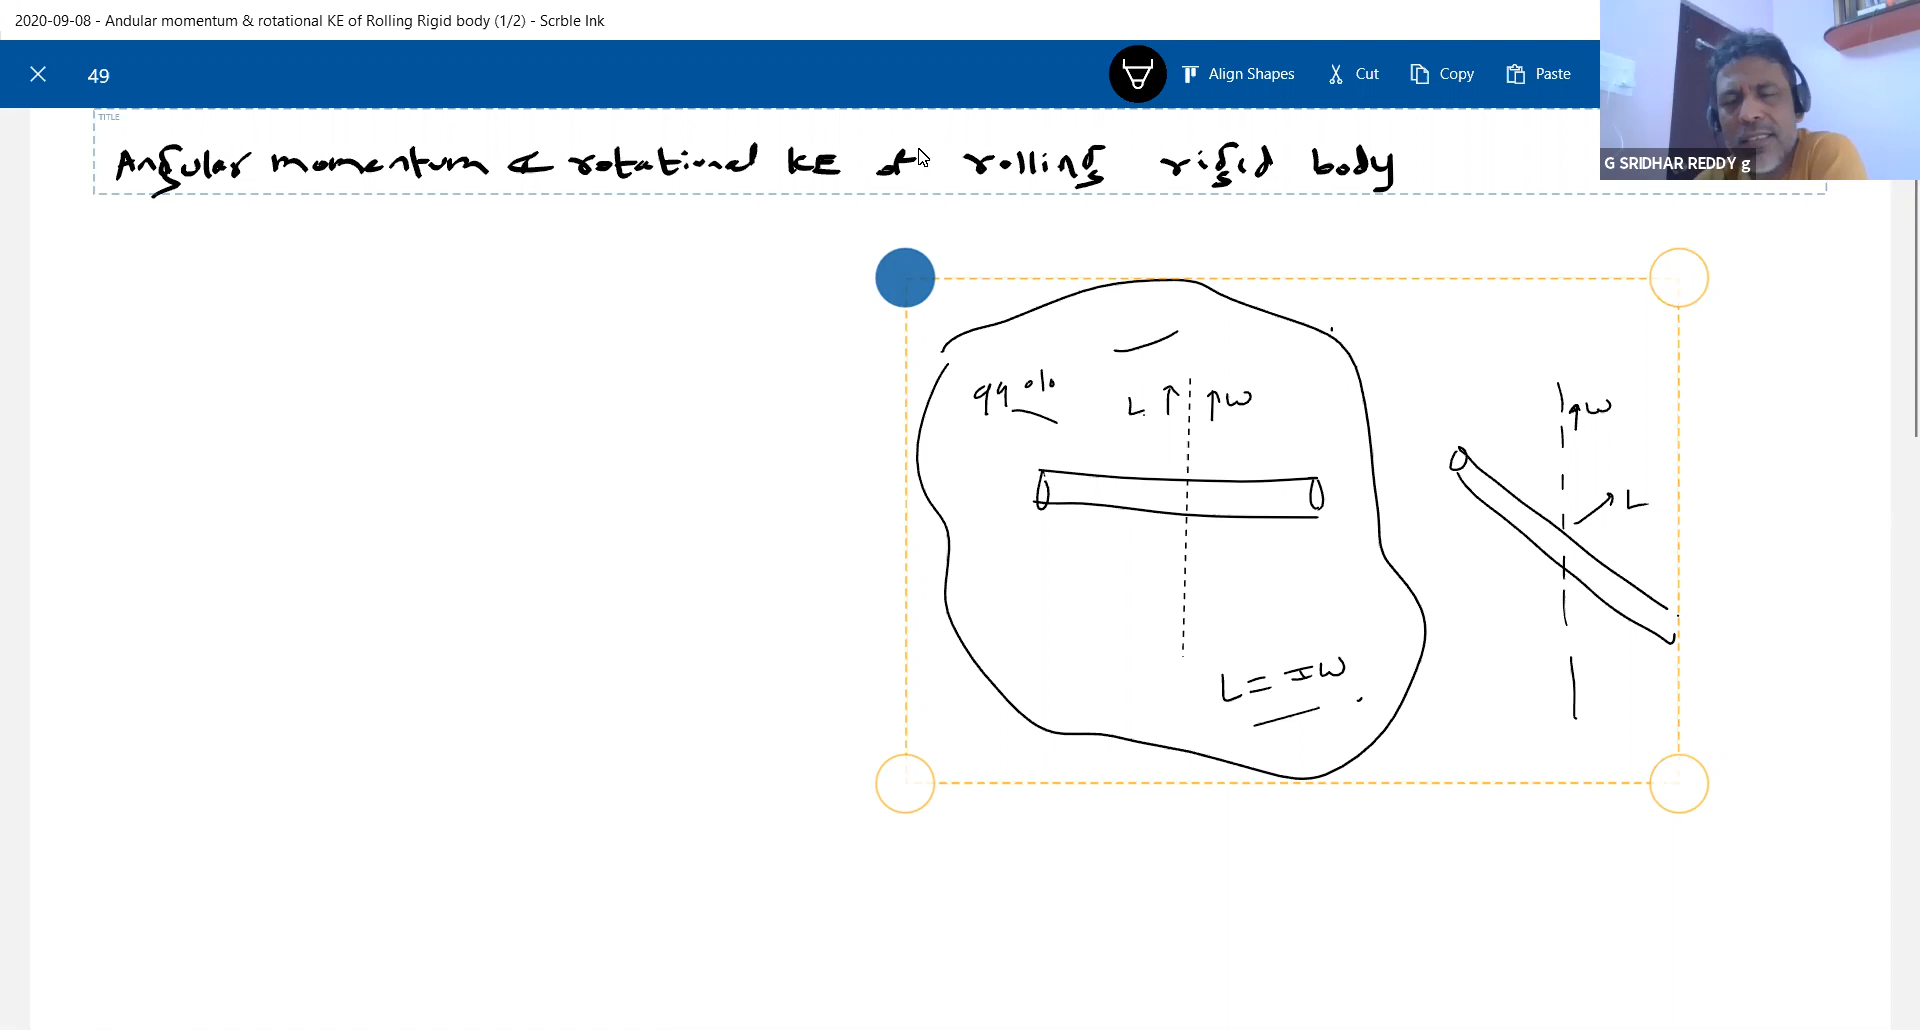 2020-09-08 - Andular momentum & rotational KE of Rolling Rigid body (1/2) - Scrble Ink
49
Align Shapes
Cut
Copy
Paste
G SRIDHAR REDDY g
TITLE
Angular momentum & rotational KE of rolling rigid body
99 %
L ↑ ↑ω
↑ω
L
L = Iω